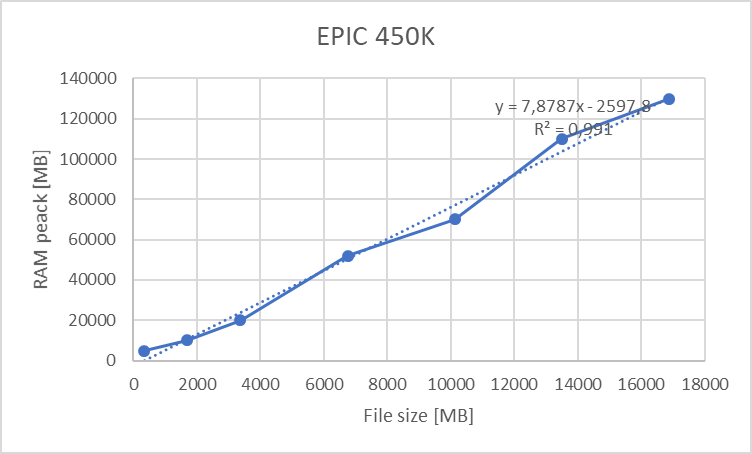 EPIC 450K
140000
120000
100000
80000
60000
40000
20000
0
RAM peack [MB]
y = 7,8787x - 2597,8
R² = 0,991
0 2000 4000 6000 8000 10000 12000 14000 16000 18000
File size [MB]